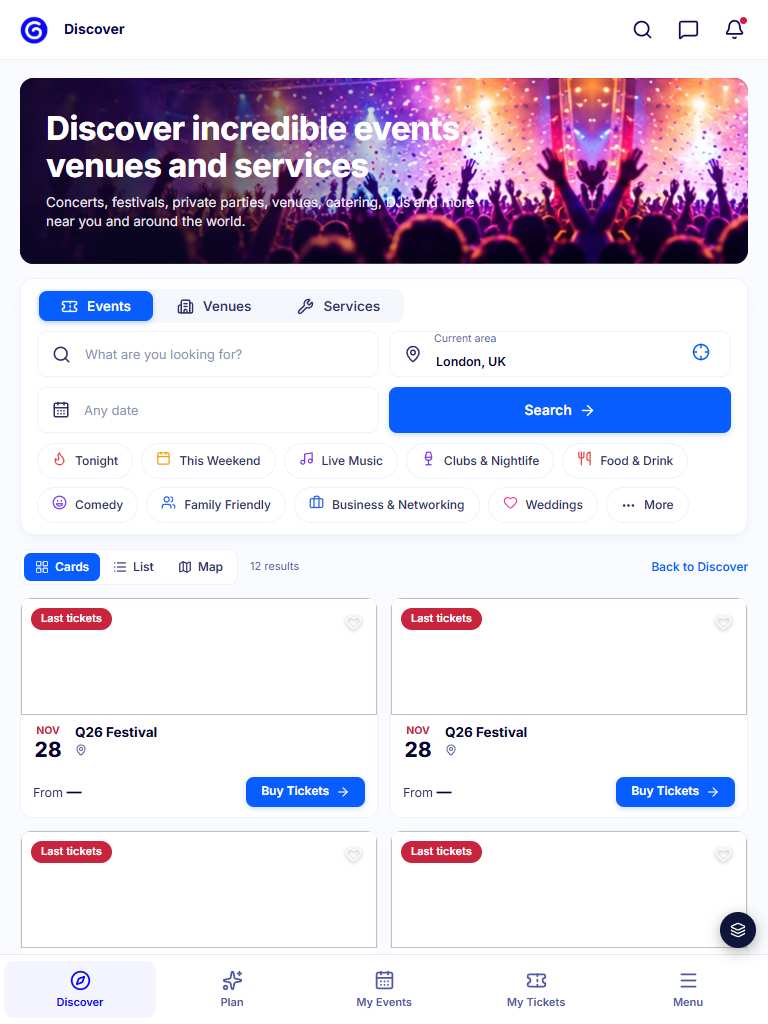 Discover
Discover incredible events,
venues and services
Concerts, festivals, private parties, venues, catering, DJs and more
near you and around the world.
Events
Venues
Services
What are you looking for?
Current area
London, UK
Any date
Search
Tonight
This Weekend
Live Music
Clubs & Nightlife
Food & Drink
Comedy
Family Friendly
Business & Networking
Weddings
More
Cards
List
Map
12 results
Back to Discover
Last tickets
Last tickets
NOV
28
Q26 Festival
From —
Buy Tickets
NOV
28
Q26 Festival
From —
Buy Tickets
Last tickets
Last tickets
Discover
Plan
My Events
My Tickets
Menu